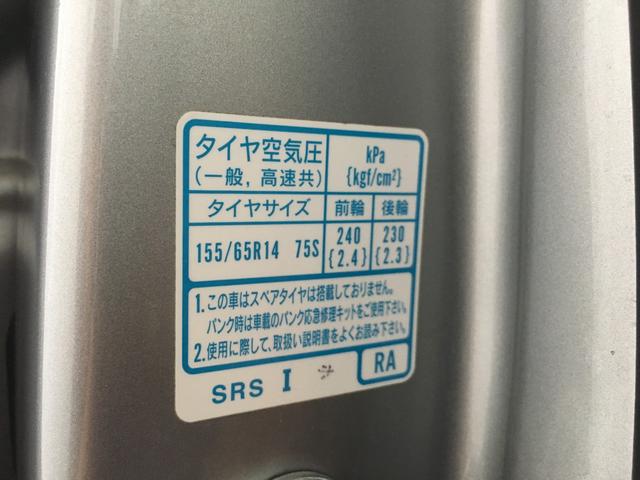 タイヤ空気圧 kPa
(一般, 高速共) {kgf/cm²}
タイヤサイズ 前輪 後輪
155/65R14 75S 240 230
{2.4} {2.3}
1.この車はスペアタイヤは搭載しておりません。
パンク時は車載のパンク応急修理キットをご使用下さい。
2.使用に際して、取扱い説明書をよくお読み下さい。
SRS I RA